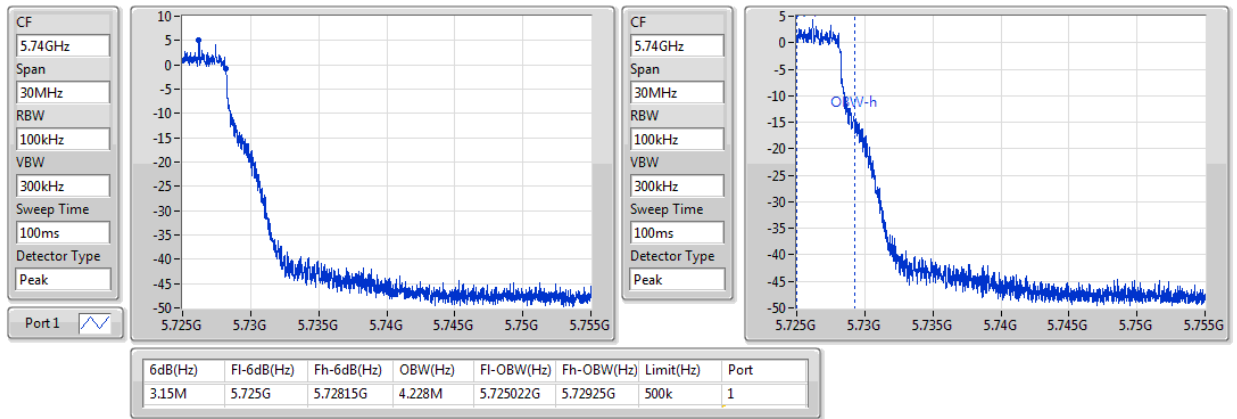 CF
5.74GHz
Span
30MHz
RBW
100kHz
VBW
300kHz
Sweep Time
100ms
Detector Type
Peak
Port 1
10
5
0
-5
-10
-15
-20
-25
-30
-35
-40
-45
-50
5.725G 5.73G 5.735G 5.74G 5.745G 5.75G 5.755G
CF
5.74GHz
Span
30MHz
RBW
100kHz
VBW
300kHz
Sweep Time
100ms
Detector Type
Peak
5
0
-5
-10
-15
-20
-25
-30
-35
-40
-45
-50
OBW-h
5.725G 5.73G 5.735G 5.74G 5.745G 5.75G 5.755G
6dB(Hz) Fl-6dB(Hz) Fh-6dB(Hz) OBW(Hz) Fl-OBW(Hz) Fh-OBW(Hz) Limit(Hz) Port
3.15M 5.725G 5.72815G 4.228M 5.725022G 5.72925G 500k 1